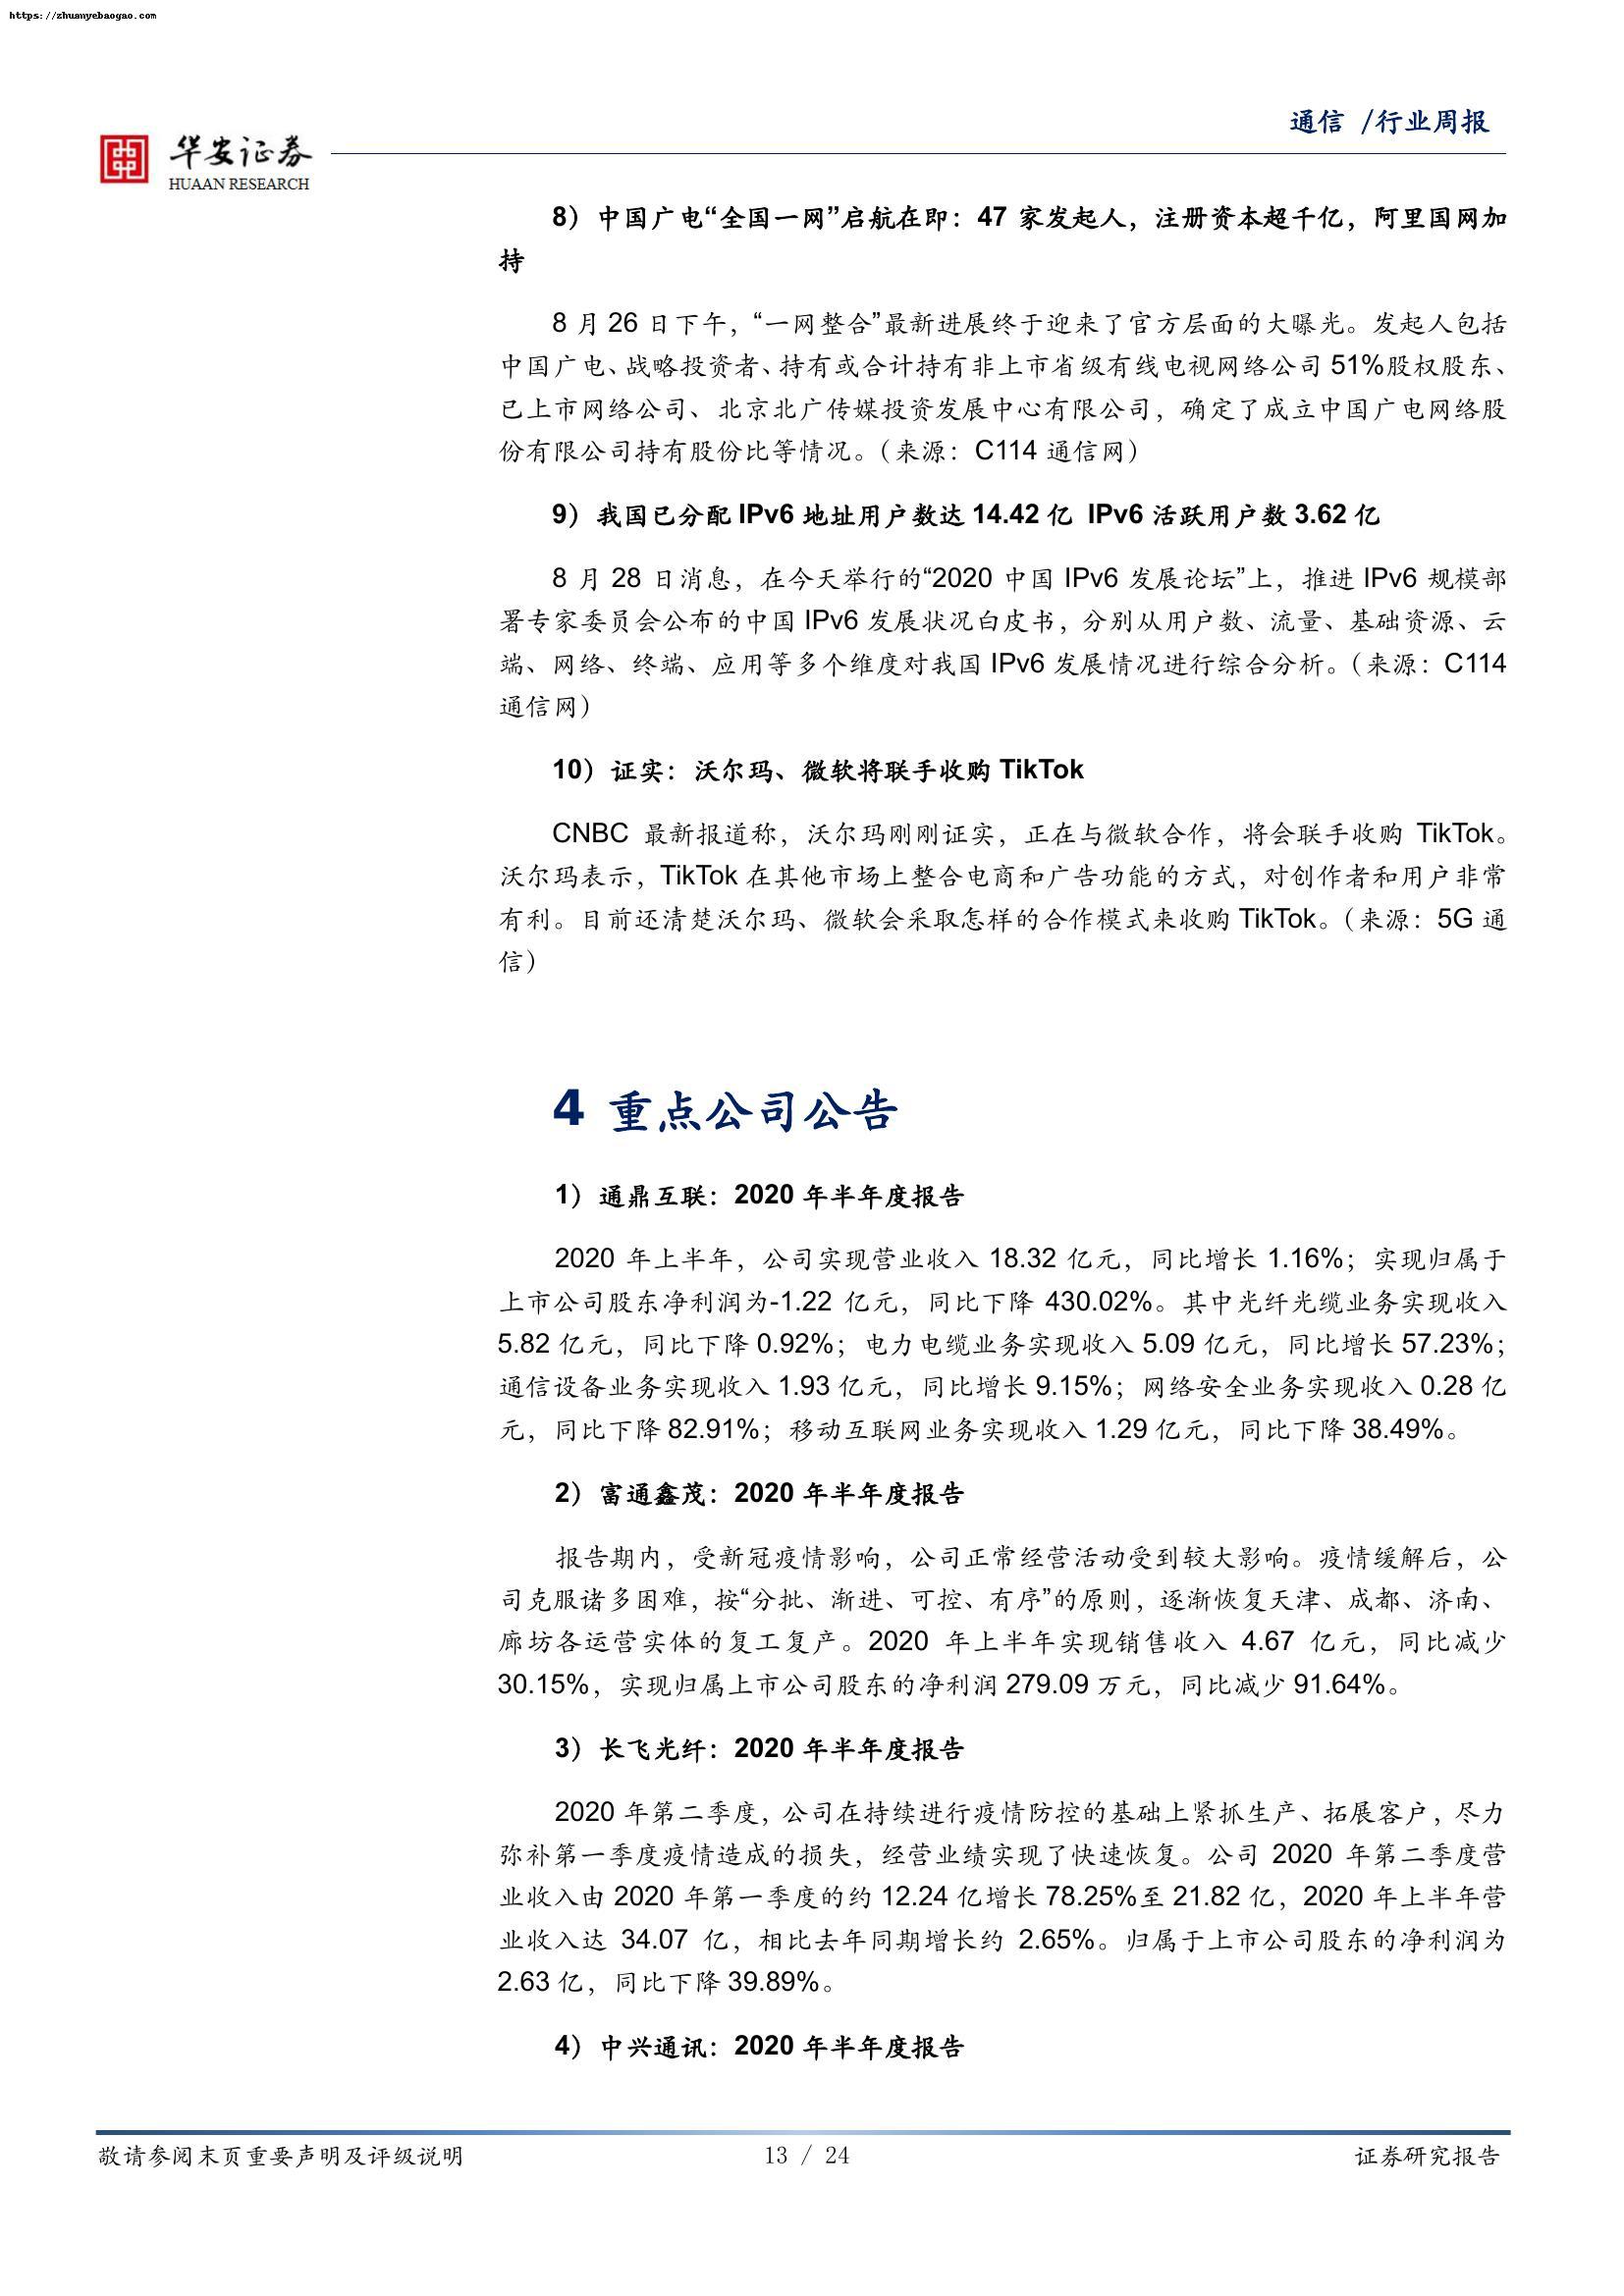 https://zhuanyebaogao.com
通信 /行业周报
华安证券
HUAAN RESEARCH
8）中国广电“全国一网”启航在即：47 家发起人，注册资本超千亿，阿里国网加
持
8 月 26 日下午，“一网整合”最新进展终于迎来了官方层面的大曝光。发起人包括
中国广电、战略投资者、持有或合计持有非上市省级有线电视网络公司 51%股权股东、
已上市网络公司、北京北广传媒投资发展中心有限公司，确定了成立中国广电网络股
份有限公司持有股份比等情况。（来源：C114 通信网）
9）我国已分配 IPv6 地址用户数达 14.42 亿 IPv6 活跃用户数 3.62 亿
8 月 28 日消息，在今天举行的“2020 中国 IPv6 发展论坛”上，推进 IPv6 规模部
署专家委员会公布的中国 IPv6 发展状况白皮书，分别从用户数、流量、基础资源、云
端、网络、终端、应用等多个维度对我国 IPv6 发展情况进行综合分析。（来源：C114
通信网）
10）证实：沃尔玛、微软将联手收购 TikTok
CNBC 最新报道称，沃尔玛刚刚证实，正在与微软合作，将会联手收购 TikTok。
沃尔玛表示，TikTok 在其他市场上整合电商和广告功能的方式，对创作者和用户非常
有利。目前还清楚沃尔玛、微软会采取怎样的合作模式来收购 TikTok。（来源：5G 通
信）
4 重点公司公告
1）通鼎互联：2020 年半年度报告
2020 年上半年，公司实现营业收入 18.32 亿元，同比增长 1.16%；实现归属于
上市公司股东净利润为-1.22 亿元，同比下降 430.02%。其中光纤光缆业务实现收入
5.82 亿元，同比下降 0.92%；电力电缆业务实现收入 5.09 亿元，同比增长 57.23%；
通信设备业务实现收入 1.93 亿元，同比增长 9.15%；网络安全业务实现收入 0.28 亿
元，同比下降 82.91%；移动互联网业务实现收入 1.29 亿元，同比下降 38.49%。
2）富通鑫茂：2020 年半年度报告
报告期内，受新冠疫情影响，公司正常经营活动受到较大影响。疫情缓解后，公
司克服诸多困难，按“分批、渐进、可控、有序”的原则，逐渐恢复天津、成都、济南、
廊坊各运营实体的复工复产。2020 年上半年实现销售收入 4.67 亿元，同比减少
30.15%，实现归属上市公司股东的净利润 279.09 万元，同比减少 91.64%。
3）长飞光纤：2020 年半年度报告
2020 年第二季度，公司在持续进行疫情防控的基础上紧抓生产、拓展客户，尽力
弥补第一季度疫情造成的损失，经营业绩实现了快速恢复。公司 2020 年第二季度营
业收入由 2020 年第一季度的约 12.24 亿增长 78.25%至 21.82 亿，2020 年上半年营
业收入达 34.07 亿，相比去年同期增长约 2.65%。归属于上市公司股东的净利润为
2.63 亿，同比下降 39.89%。
4）中兴通讯：2020 年半年度报告
敬请参阅末页重要声明及评级说明
13 / 24
证券研究报告